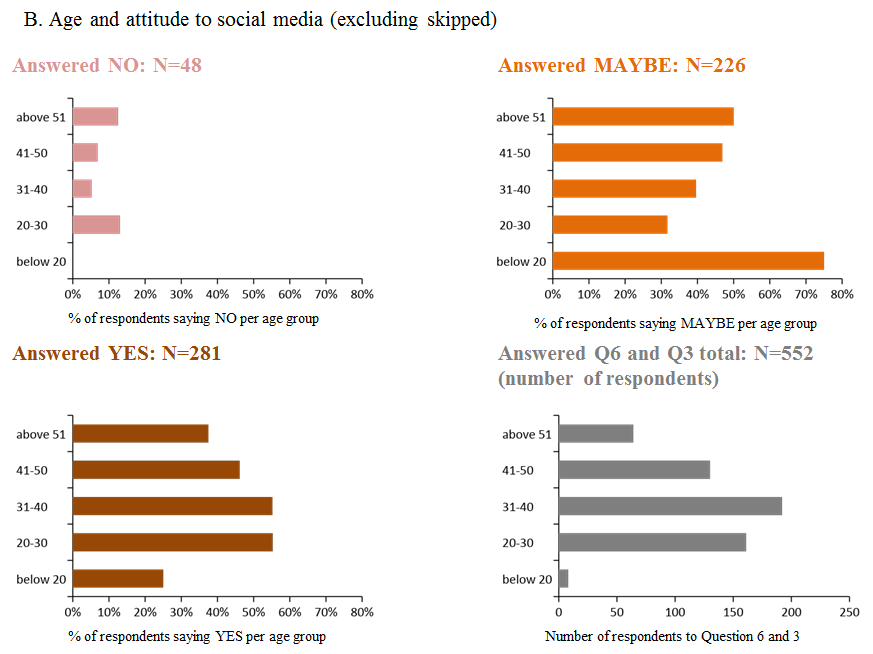 B. Age and attitude to social media (excluding skipped)
Answered NO: N=48
above 51
41-50
31-40
20-30
below 20
0% 10% 20% 30% 40% 50% 60% 70% 80%
% of respondents saying NO per age group
Answered MAYBE: N=226
above 51
41-50
31-40
20-30
below 20
0% 10% 20% 30% 40% 50% 60% 70% 80%
% of respondents saying MAYBE per age group
Answered YES: N=281
above 51
41-50
31-40
20-30
below 20
0% 10% 20% 30% 40% 50% 60% 70% 80%
% of respondents saying YES per age group
Answered Q6 and Q3 total: N=552
(number of respondents)
above 51
41-50
31-40
20-30
below 20
0 50 100 150 200 250
Number of respondents to Question 6 and 3